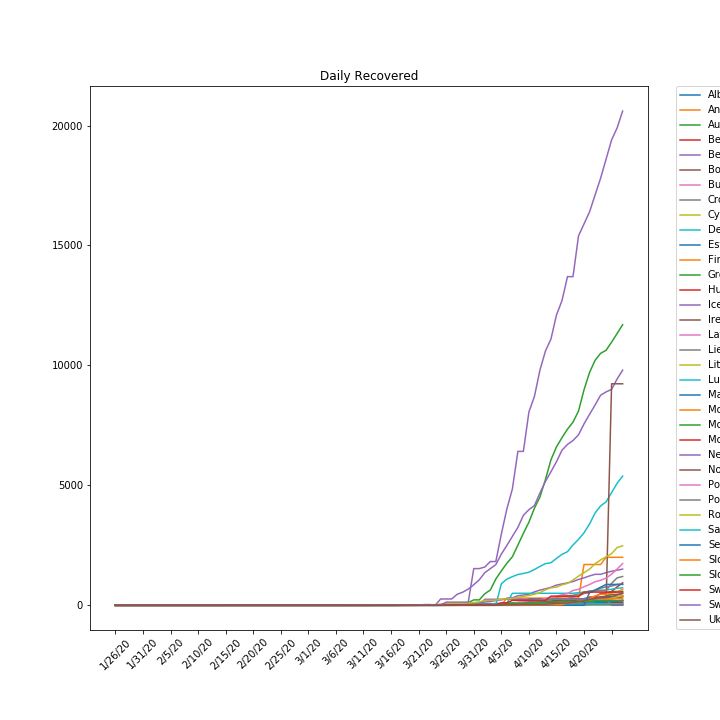 Daily Recovered
20000
15000
10000
5000
0
1/26/20
1/31/20
2/5/20
2/10/20
2/15/20
2/20/20
2/25/20
3/1/20
3/6/20
3/11/20
3/16/20
3/21/20
3/26/20
3/31/20
4/5/20
4/10/20
4/15/20
4/20/20
Alb
An
Au
Be
Be
Bo
Bu
Cro
Cy
De
Est
Fin
Gre
Hu
Ice
Ire
Lat
Lie
Lit
Lu
Ma
Mo
Mo
Mo
Ne
No
Po
Po
Ro
Sa
Se
Slo
Slo
Sw
Sw
Uk